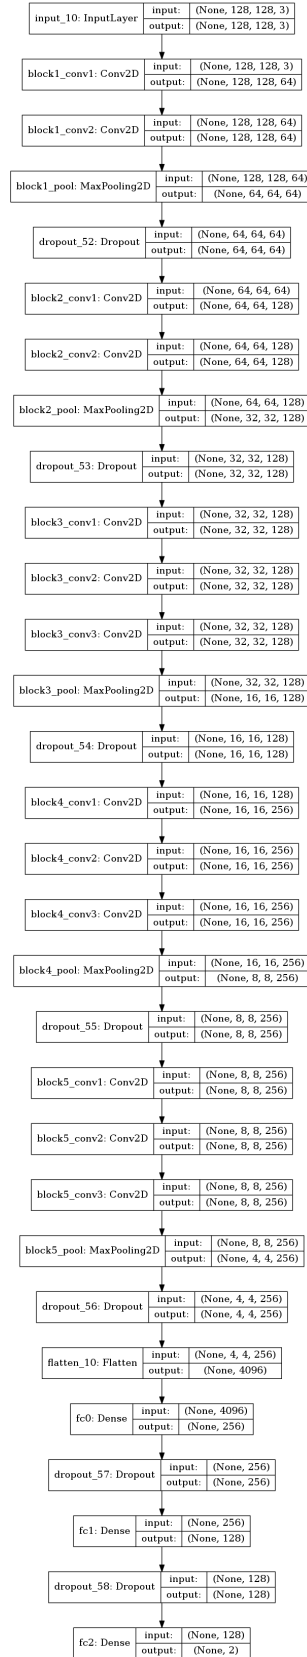 input_10: InputLayer input: (None, 128, 128, 3)
output: (None, 128, 128, 3)
block1_conv1: Conv2D input: (None, 128, 128, 3)
output: (None, 128, 128, 64)
block1_conv2: Conv2D input: (None, 128, 128, 64)
output: (None, 128, 128, 64)
block1_pool: MaxPooling2D input: (None, 128, 128, 64)
output: (None, 64, 64, 64)
dropout_52: Dropout input: (None, 64, 64, 64)
output: (None, 64, 64, 64)
block2_conv1: Conv2D input: (None, 64, 64, 64)
output: (None, 64, 64, 128)
block2_conv2: Conv2D input: (None, 64, 64, 128)
output: (None, 64, 64, 128)
block2_pool: MaxPooling2D input: (None, 64, 64, 128)
output: (None, 32, 32, 128)
dropout_53: Dropout input: (None, 32, 32, 128)
output: (None, 32, 32, 128)
block3_conv1: Conv2D input: (None, 32, 32, 128)
output: (None, 32, 32, 128)
block3_conv2: Conv2D input: (None, 32, 32, 128)
output: (None, 32, 32, 128)
block3_conv3: Conv2D input: (None, 32, 32, 128)
output: (None, 32, 32, 128)
block3_pool: MaxPooling2D input: (None, 32, 32, 128)
output: (None, 16, 16, 128)
dropout_54: Dropout input: (None, 16, 16, 128)
output: (None, 16, 16, 128)
block4_conv1: Conv2D input: (None, 16, 16, 128)
output: (None, 16, 16, 256)
block4_conv2: Conv2D input: (None, 16, 16, 256)
output: (None, 16, 16, 256)
block4_conv3: Conv2D input: (None, 16, 16, 256)
output: (None, 16, 16, 256)
block4_pool: MaxPooling2D input: (None, 16, 16, 256)
output: (None, 8, 8, 256)
dropout_55: Dropout input: (None, 8, 8, 256)
output: (None, 8, 8, 256)
block5_conv1: Conv2D input: (None, 8, 8, 256)
output: (None, 8, 8, 256)
block5_conv2: Conv2D input: (None, 8, 8, 256)
output: (None, 8, 8, 256)
block5_conv3: Conv2D input: (None, 8, 8, 256)
output: (None, 8, 8, 256)
block5_pool: MaxPooling2D input: (None, 8, 8, 256)
output: (None, 4, 4, 256)
dropout_56: Dropout input: (None, 4, 4, 256)
output: (None, 4, 4, 256)
flatten_10: Flatten input: (None, 4, 4, 256)
output: (None, 4096)
fc0: Dense input: (None, 4096)
output: (None, 256)
dropout_57: Dropout input: (None, 256)
output: (None, 256)
fc1: Dense input: (None, 256)
output: (None, 128)
dropout_58: Dropout input: (None, 128)
output: (None, 128)
fc2: Dense input: (None, 128)
output: (None, 2)